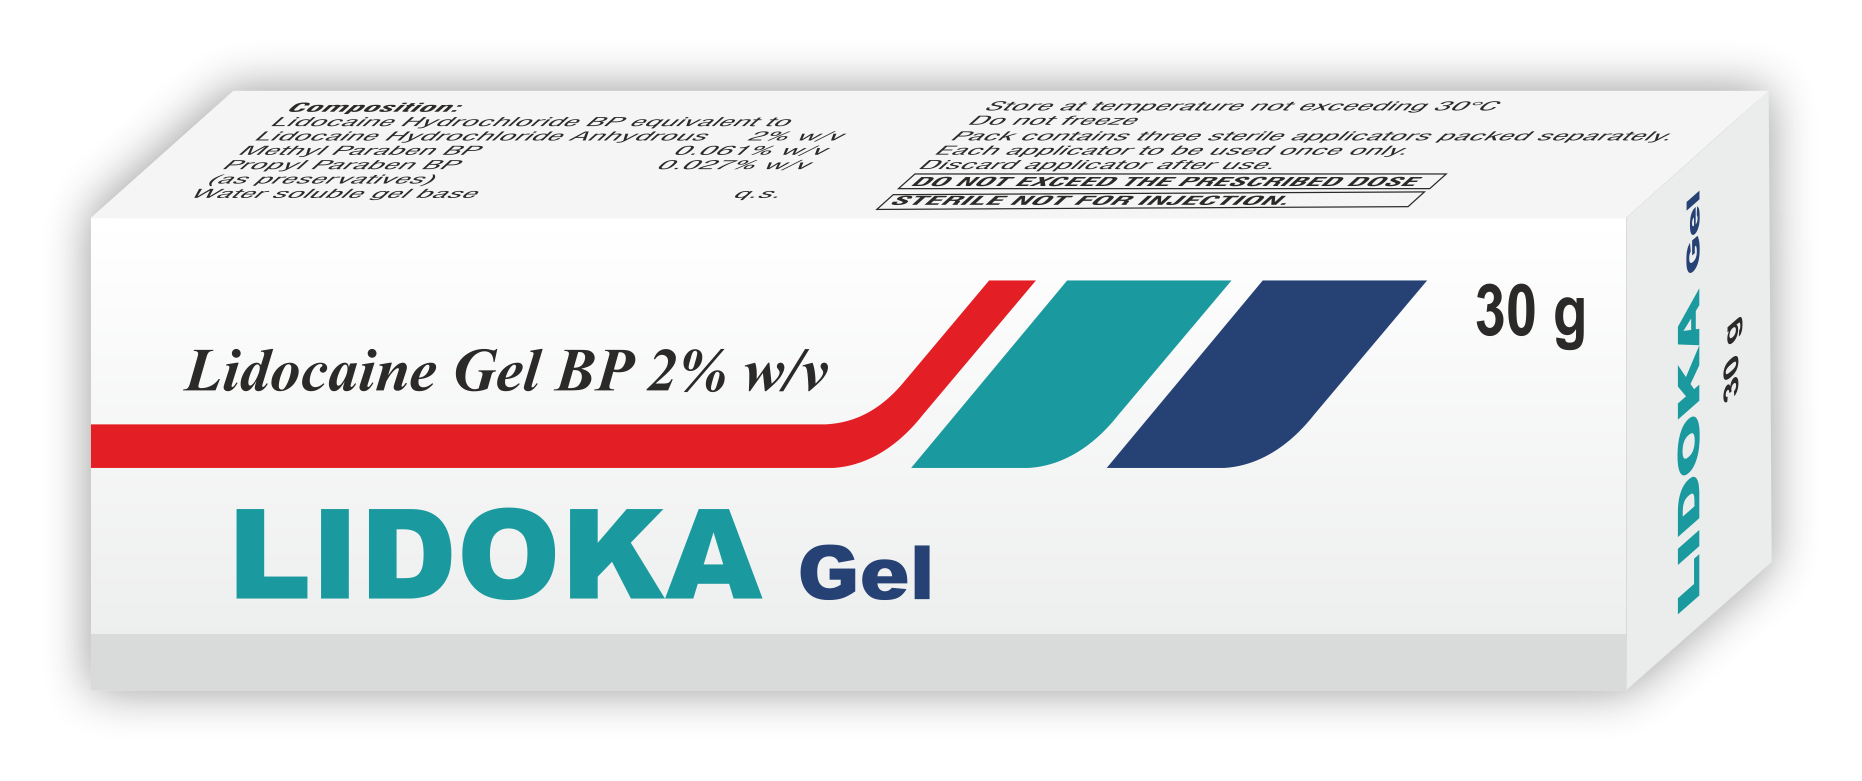 Composition:
Lidocaine Hydrochloride BP equivalent to
Lidocaine Hydrochloride Anhydrous 2% w/v
Methyl Paraben BP 0.061% w/v
Propyl Paraben BP 0.027% w/v
(as preservatives)
Water soluble gel base q.s.
Store at temperature not exceeding 30°C
Do not freeze
Pack contains three sterile applicators packed separately.
Each applicator to be used once only.
Discard applicator after use.
DO NOT EXCEED THE PRESCRIBED DOSE
STERILE NOT FOR INJECTION.
30 g
Lidocaine Gel BP 2% w/v
LIDOKA Gel
LIDOKA Gel
30 g